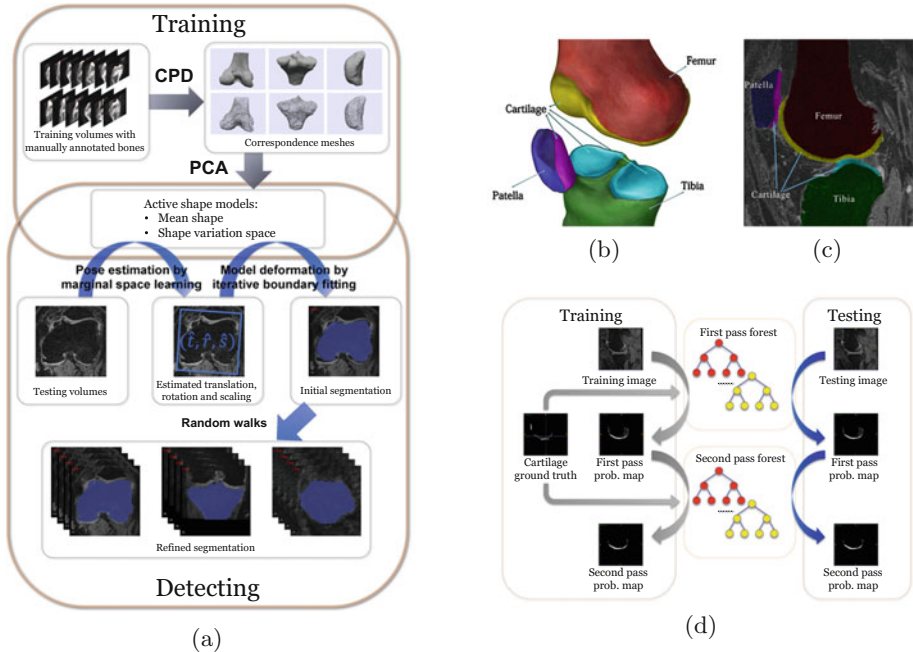 Training
CPD
Training volumes with
manually annotated bones
Correspondence meshes
PCA
Active shape models:
• Mean shape
• Shape variation space
Pose estimation by
marginal space learning
Model deformation by
iterative boundary fitting
(t̂, r̂, ŝ)
Testing volumes
Estimated translation,
rotation and scaling
Initial segmentation
Random walks
Refined segmentation
Detecting
(a)
Femur
Cartilage
Patella
Tibia
(b)
Patella
Femur
Cartilage
Tibia
(c)
Training
Testing
First pass forest
......
Training image
Testing image
Cartilage
ground truth
First pass
prob. map
First pass
prob. map
Second pass forest
......
Second pass
prob. map
Second pass
prob. map
(d)